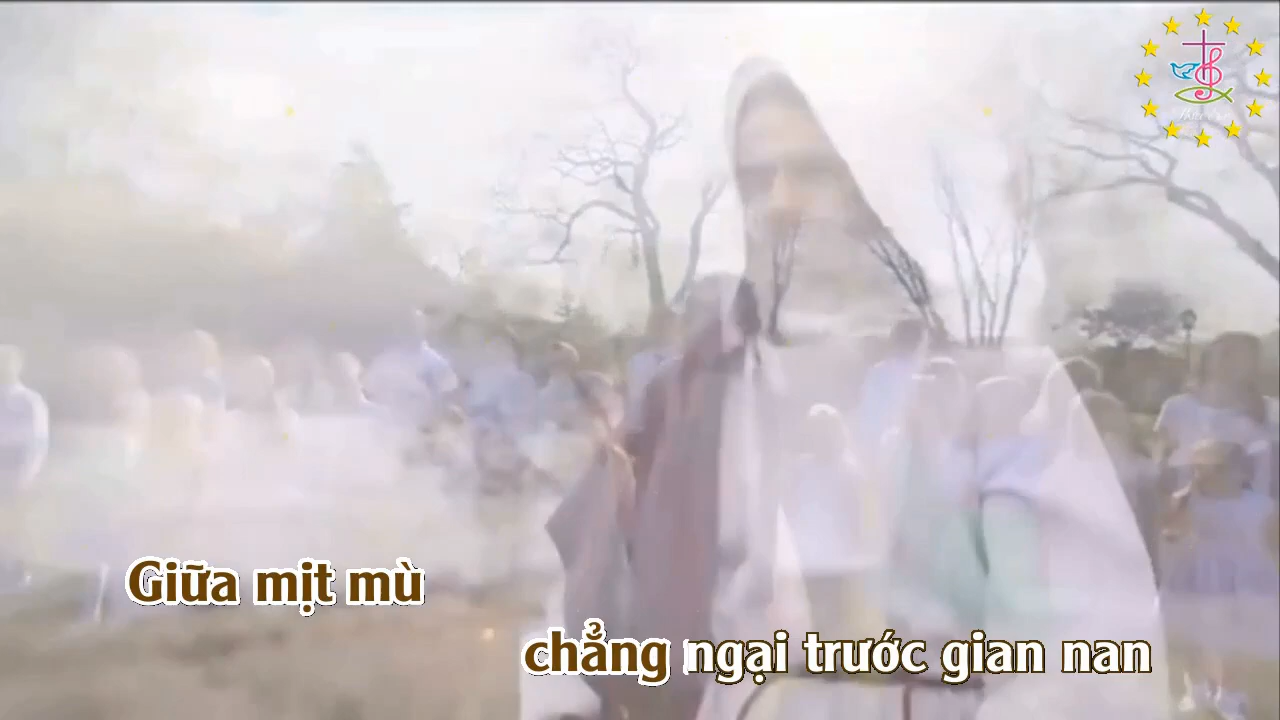 Giữa mịt mù
chẳng ngại trước gian nan